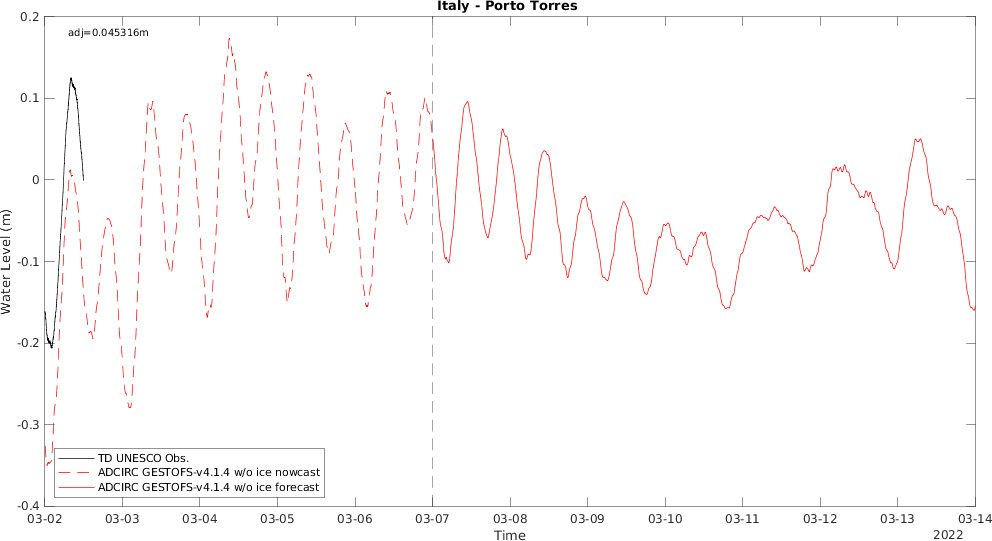 Italy - Porto Torres
adj=0.045316m
0.2
0.1
0
-0.1
-0.2
-0.3
-0.4
Water Level (m)
TD UNESCO Obs.
ADCIRC GESTOFS-v4.1.4 w/o ice nowcast
ADCIRC GESTOFS-v4.1.4 w/o ice forecast
03-02 03-03 03-04 03-05 03-06 03-07 03-08 03-09 03-10 03-11 03-12 03-13 03-14
Time
2022